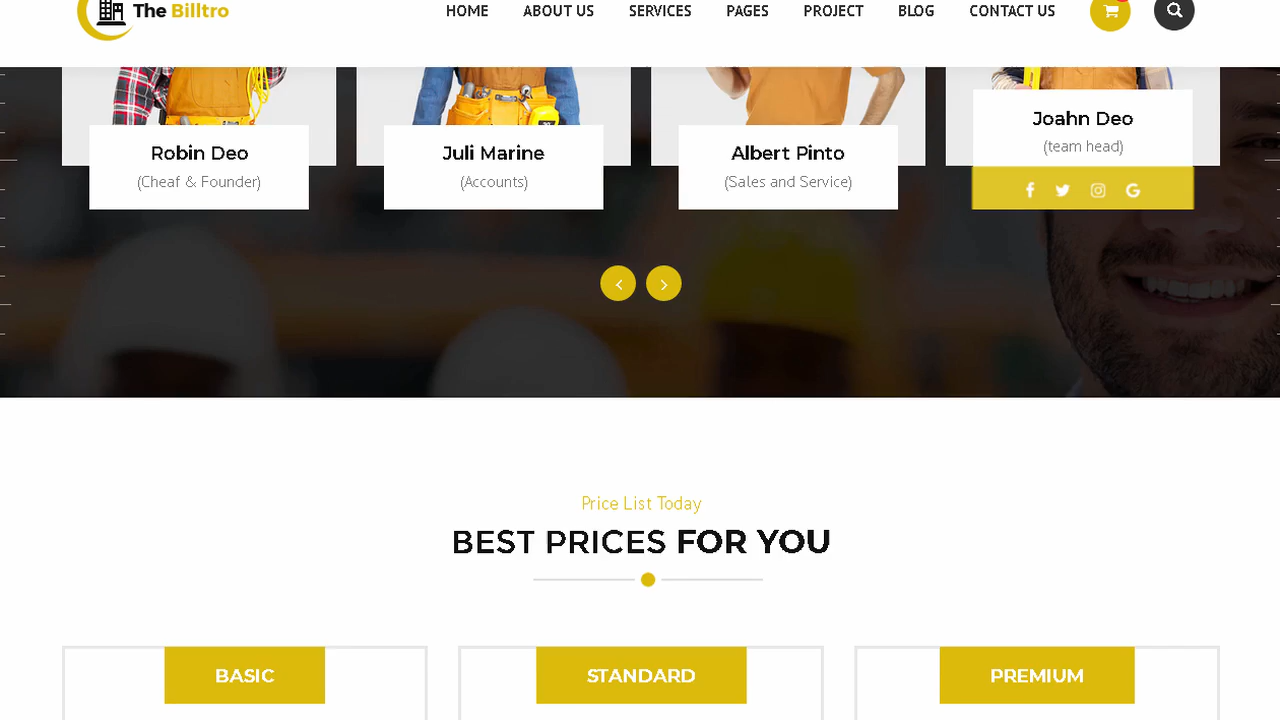 The Billtro
HOME ABOUT US SERVICES PAGES PROJECT BLOG CONTACT US
Robin Deo
(Cheaf & Founder)
Juli Marine
(Accounts)
Albert Pinto
(Sales and Service)
Joahn Deo
(team head)
Price List Today
BEST PRICES FOR YOU
BASIC
STANDARD
PREMIUM